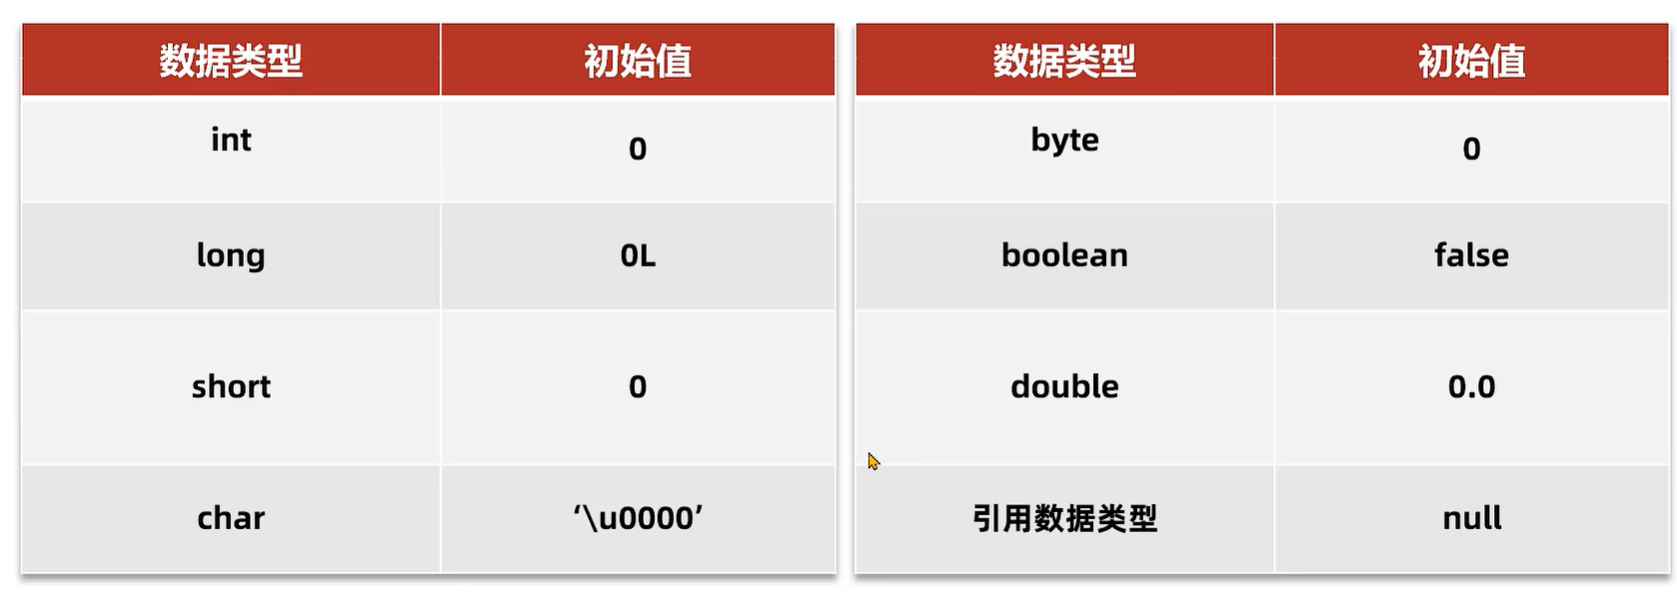 数据类型 初始值
int 0
long 0L
short 0
char ‘\u0000’
数据类型 初始值
byte 0
boolean false
double 0.0
引用数据类型 null